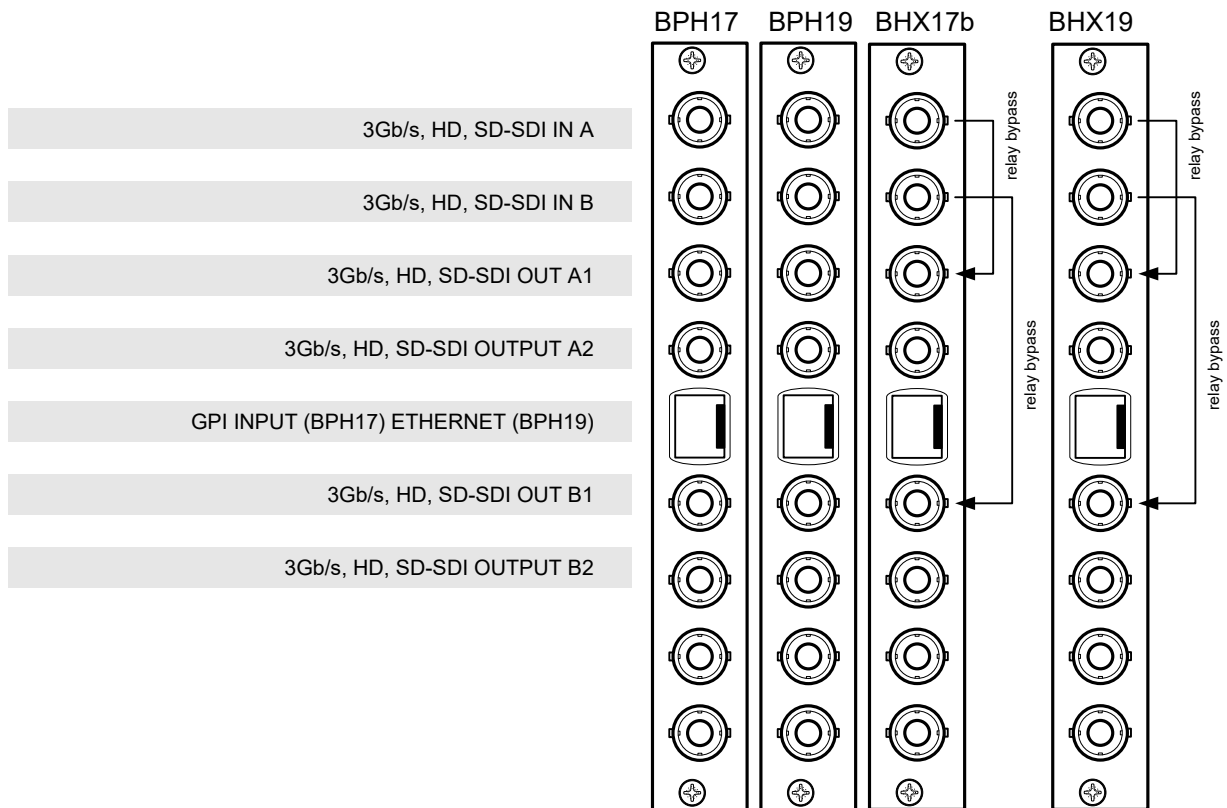 BPH17 BPH19 BHX17b BHX19
3Gb/s, HD, SD-SDI IN A
relay bypass
relay bypass
3Gb/s, HD, SD-SDI IN B
3Gb/s, HD, SD-SDI OUT A1
3Gb/s, HD, SD-SDI OUTPUT A2
relay bypass
relay bypass
GPI INPUT (BPH17) ETHERNET (BPH19)
3Gb/s, HD, SD-SDI OUT B1
3Gb/s, HD, SD-SDI OUTPUT B2